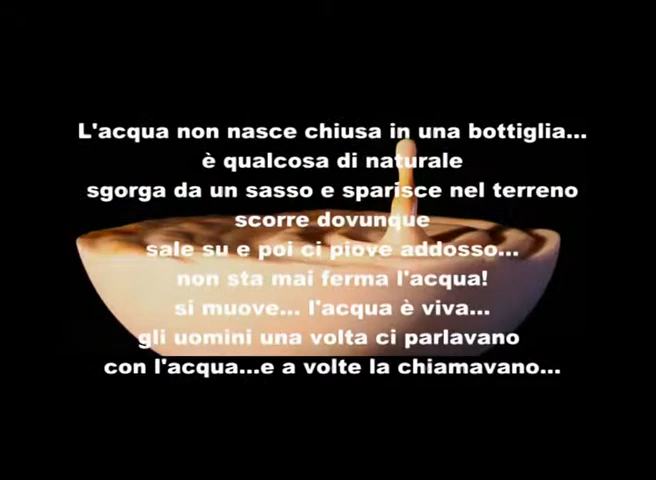 L'acqua non nasce chiusa in una bottiglia...
è qualcosa di naturale
sgorga da un sasso e sparisce nel terreno
scorre dovunque
sale su e poi ci piove addosso...
non sta mai ferma l'acqua!
si muove... l'acqua è viva...
gli uomini una volta ci parlavano
con l'acqua...e a volte la chiamavano...